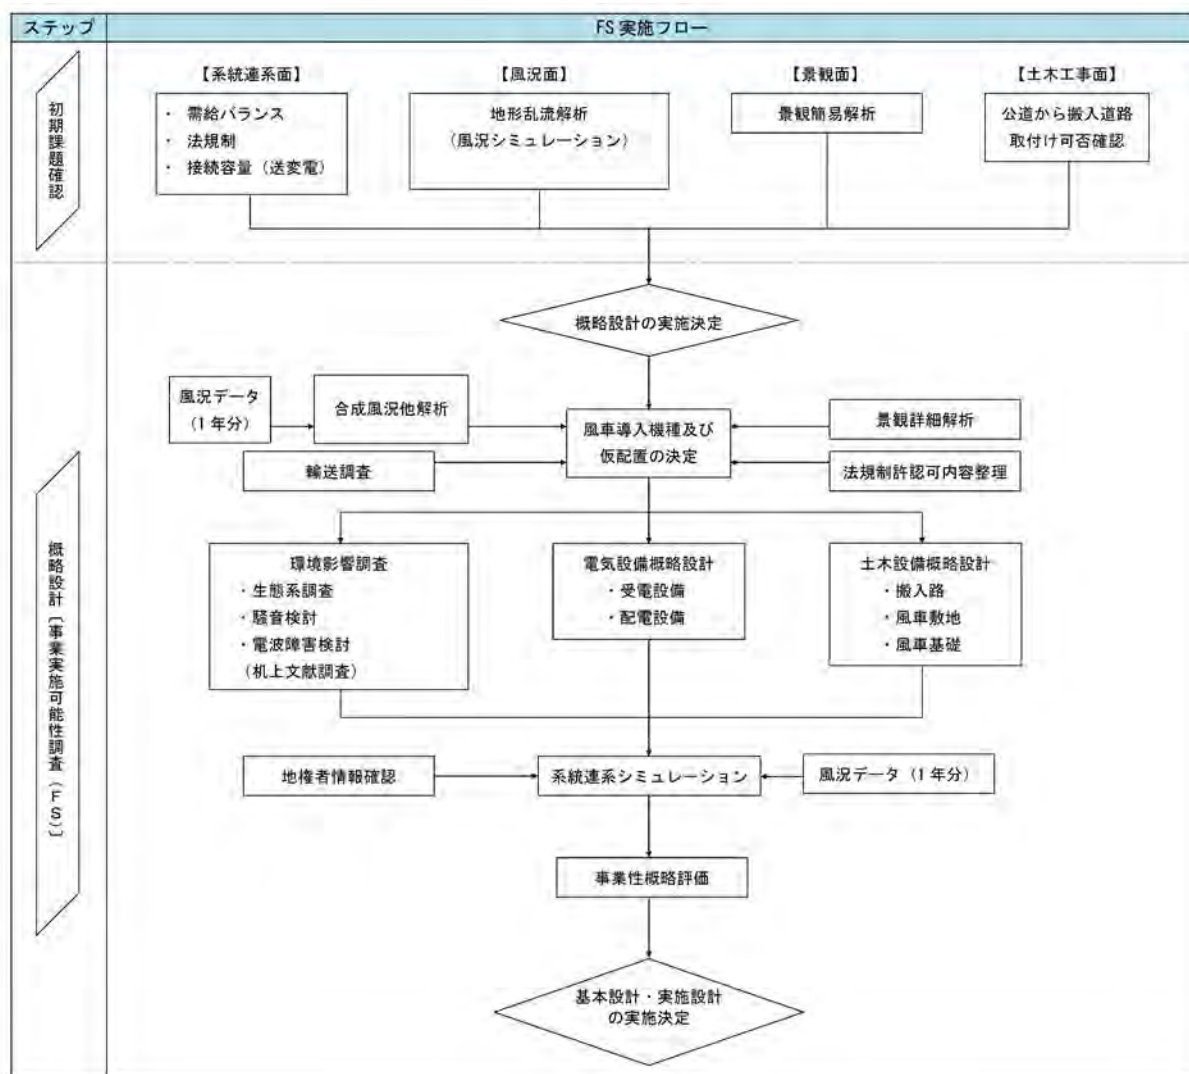 ステップ
FS 実施フロー
初期課題確認
【系統連系面】
・ 需給バランス
・ 法規制
・ 接続容量（送変電）
【風況面】
地形乱流解析
（風況シミュレーション）
【景観面】
景観簡易解析
【土木工事面】
公道から搬入道路
取付け可否確認
概略設計〔事業実施可能性調査（FS）〕
概略設計の実施決定
風況データ
（1 年分）
合成風況他解析
輸送調査
風車導入機種及び
仮配置の決定
景観詳細解析
法規制許認可内容整理
環境影響調査
・生態系調査
・騒音検討
・電波障害検討
（机上文献調査）
電気設備概略設計
・受電設備
・配電設備
土木設備概略設計
・搬入路
・風車敷地
・風車基礎
地権者情報確認
系統連系シミュレーション
風況データ（1 年分）
事業性概略評価
基本設計・実施設計
の実施決定